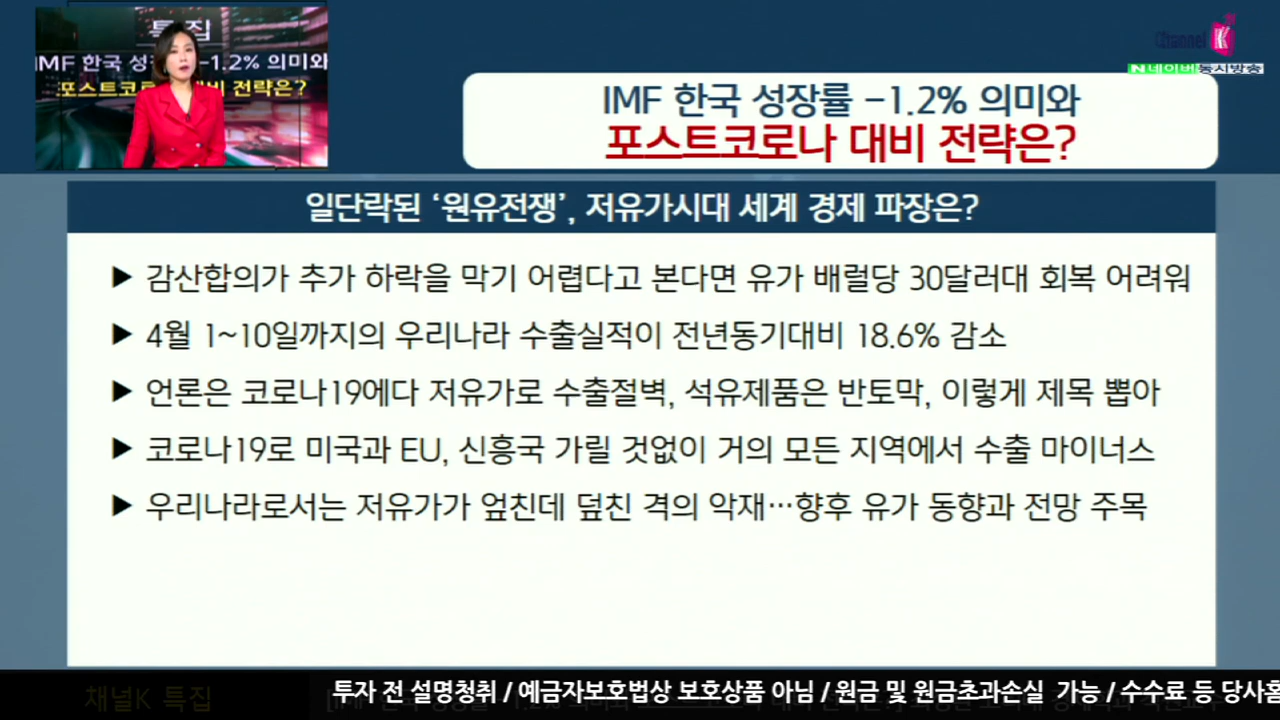 특집
IMF 한국 성장 -1.2% 의미와
포스트코 대비 전략은?
Channel K
N 네이버 동시방송
IMF 한국 성장률 -1.2% 의미와
포스트코로나 대비 전략은?
일단락된 ‘원유전쟁’, 저유가시대 세계 경제 파장은?
▶ 감산합의가 추가 하락을 막기 어렵다고 본다면 유가 배럴당 30달러대 회복 어려워
▶ 4월 1~10일까지의 우리나라 수출실적이 전년동기대비 18.6% 감소
▶ 언론은 코로나19에다 저유가로 수출절벽, 석유제품은 반토막, 이렇게 제목 뽑아
▶ 코로나19로 미국과 EU, 신흥국 가릴 것없이 거의 모든 지역에서 수출 마이너스
▶ 우리나라로서는 저유가가 엎친데 덮친 격의 악재…향후 유가 동향과 전망 주목
채널K 특집
투자 전 설명청취 / 예금자보호법상 보호상품 아님 / 원금 및 원금초과손실 가능 / 수수료 등 당사홈